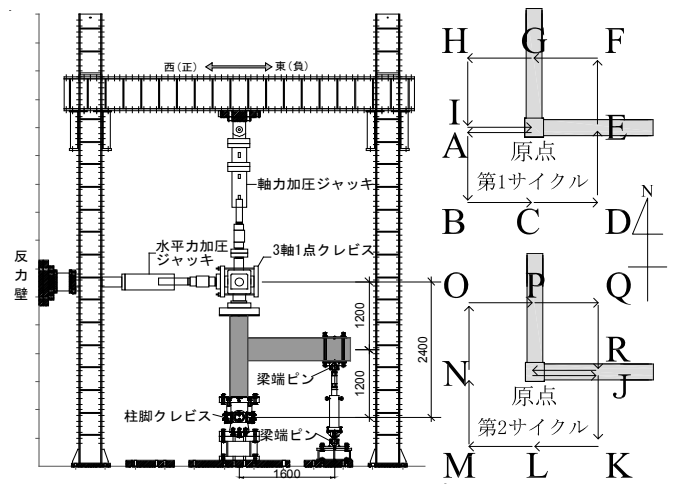 西(正)
東(負)
軸力加圧ジャッキ
3軸1点クレビス
水平力加圧
ジャッキ
反
力
壁
1200
1200
2400
梁端ピン
柱脚クレビス
梁端ピン
1600
H
G
F
I
A
E
原点
第1サイクル
B
C
D
N
O
P
Q
N
R
J
原点
第2サイクル
M
L
K